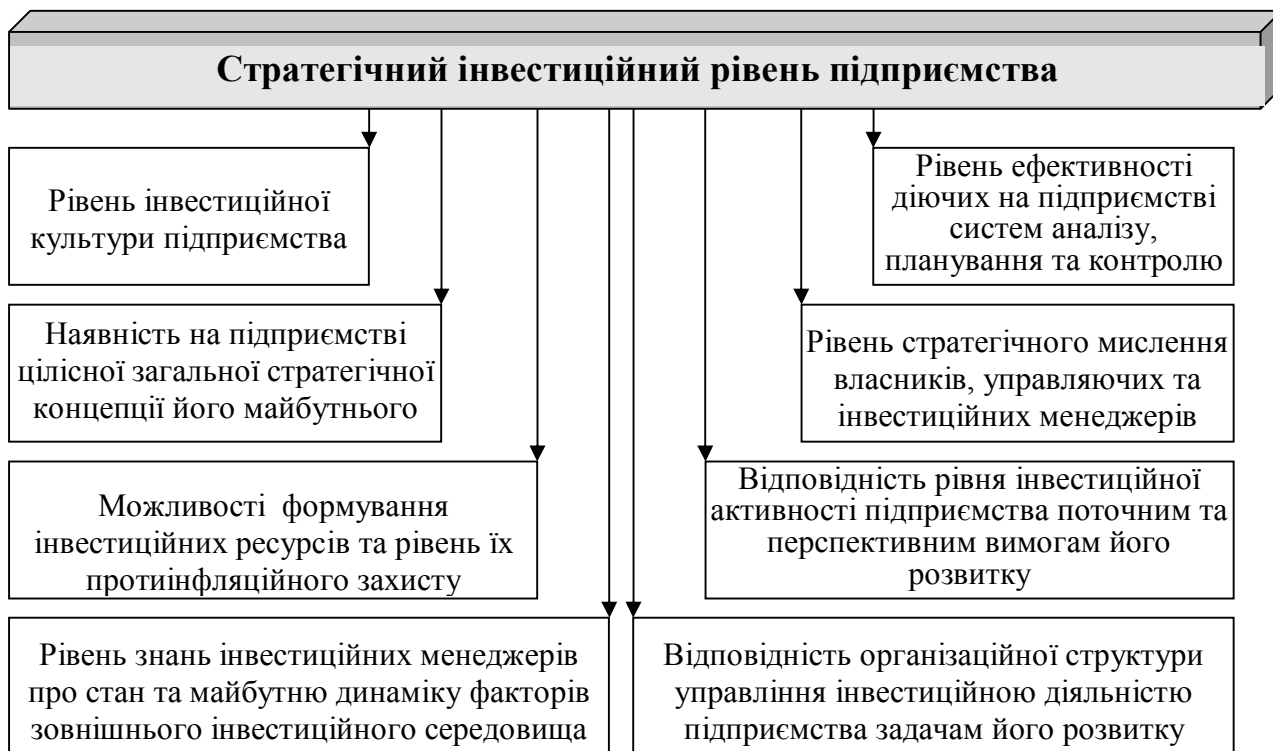 Стратегічний інвестиційний рівень підприємства
Рівень інвестиційної
культури підприємства
Наявність на підприємстві
цілісної загальної стратегічної
концепції його майбутнього
Можливості формування
інвестиційних ресурсів та рівень їх
протиінфляційного захисту
Рівень знань інвестиційних менеджерів
про стан та майбутню динаміку факторів
зовнішнього інвестиційного середовища
Рівень ефективності
діючих на підприємстві
систем аналізу,
планування та контролю
Рівень стратегічного мислення
власників, управляючих та
інвестиційних менеджерів
Відповідність рівня інвестиційної
активності підприємства поточним та
перспективним вимогам його
розвитку
Відповідність організаційної структури
управління інвестиційною діяльністю
підприємства задачам його розвитку